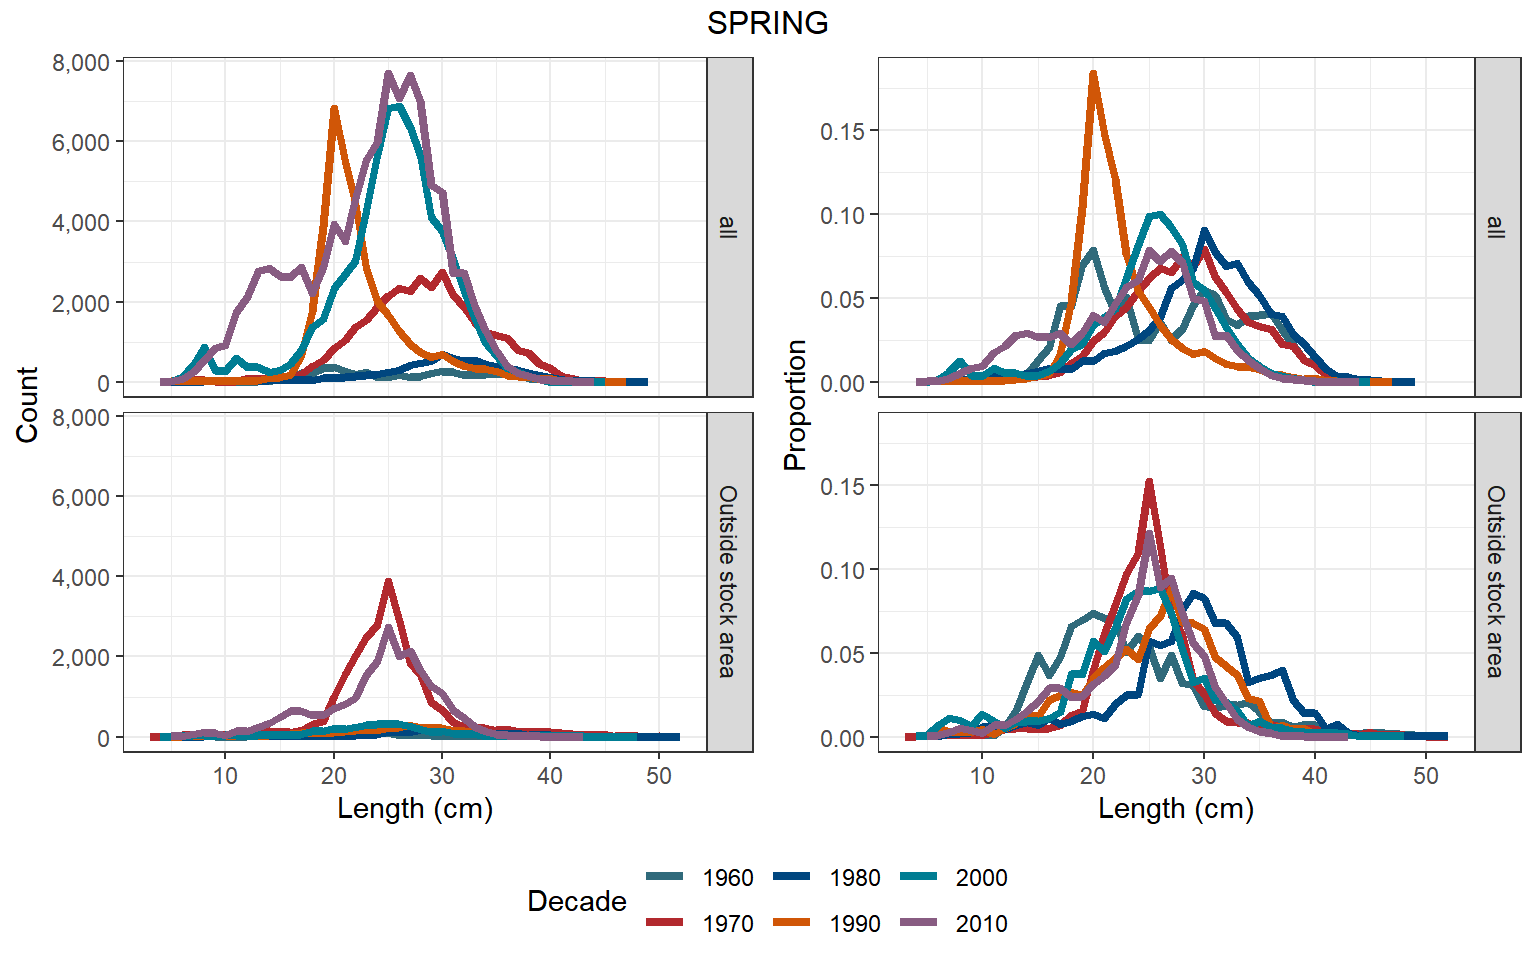 SPRING
Count
8,000
6,000
4,000
2,000
0
all
8,000
6,000
4,000
2,000
0
Outside stock area
10 20 30 40 50
Length (cm)
Proportion
0.15
0.10
0.05
0.00
all
0.15
0.10
0.05
0.00
Outside stock area
10 20 30 40 50
Length (cm)
Decade
1960 1980 2000
1970 1990 2010